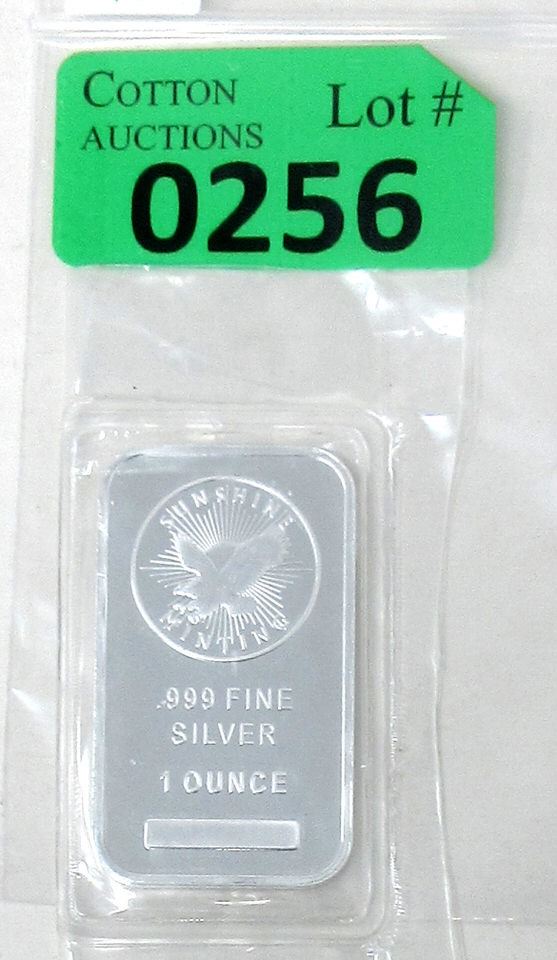 COTTON
AUCTIONS
Lot #
0256
SUNSHINE
MINTING
.999 FINE
SILVER
1 OUNCE